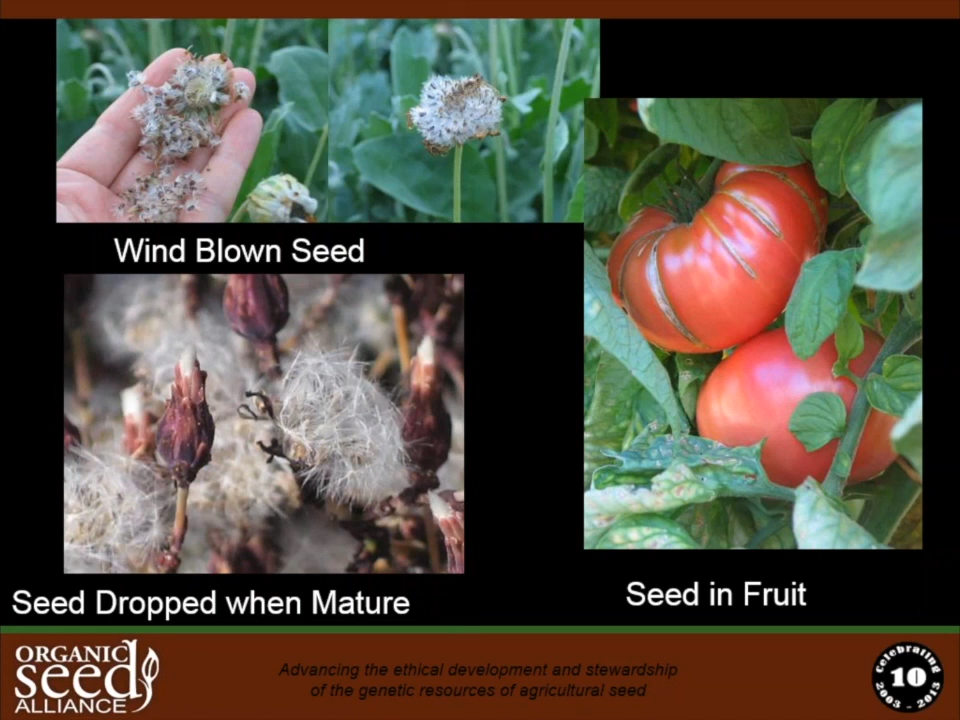 Wind Blown Seed
Seed Dropped when Mature
Seed in Fruit
ORGANIC
seed
ALLIANCE
Advancing the ethical development and stewardship
of the genetic resources of agricultural seed
Celebrating
10
2003 - 2013